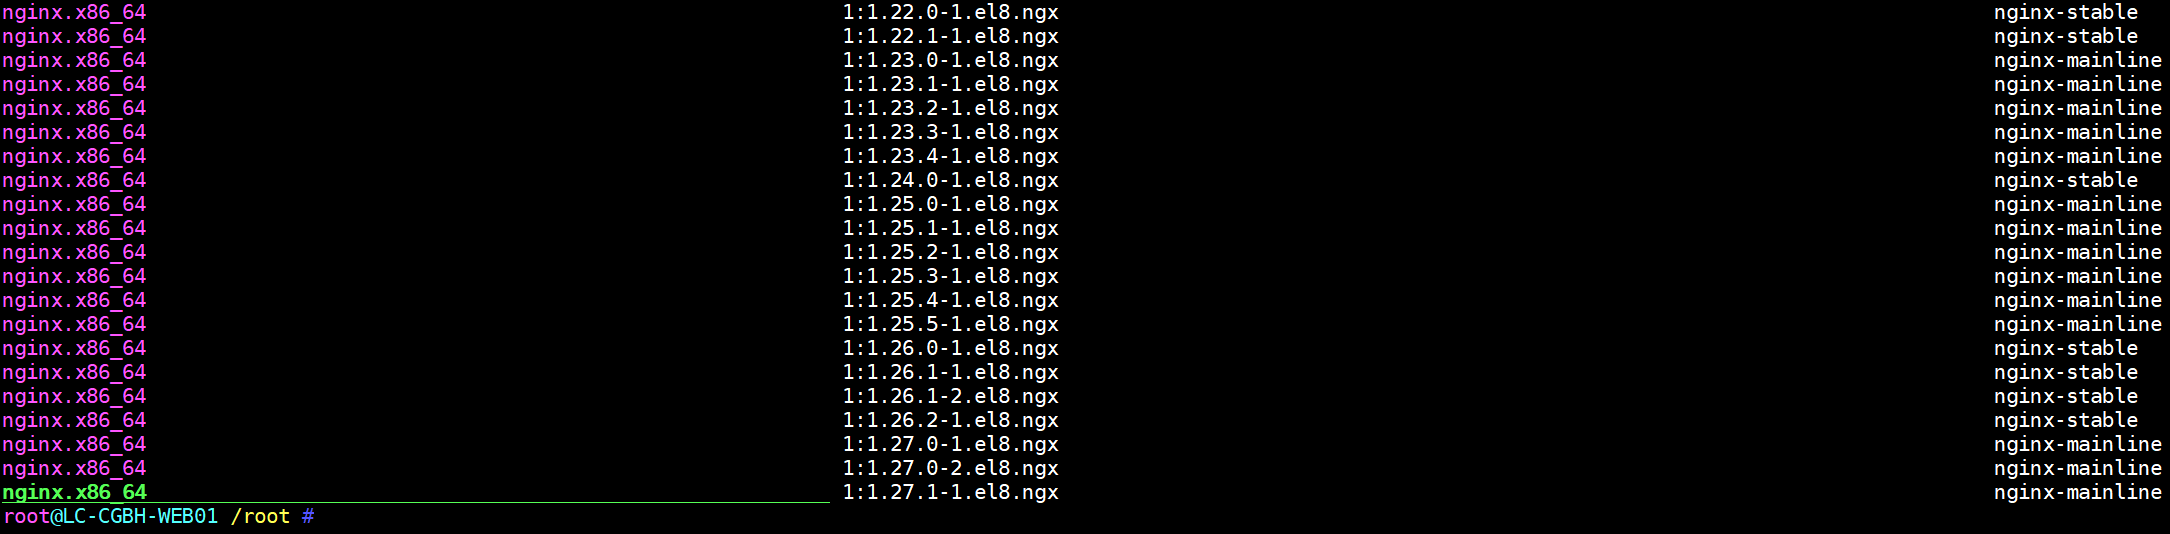 nginx.x86_64 1:1.22.0-1.el8.ngx nginx-stable
nginx.x86_64 1:1.22.1-1.el8.ngx nginx-stable
nginx.x86_64 1:1.23.0-1.el8.ngx nginx-mainline
nginx.x86_64 1:1.23.1-1.el8.ngx nginx-mainline
nginx.x86_64 1:1.23.2-1.el8.ngx nginx-mainline
nginx.x86_64 1:1.23.3-1.el8.ngx nginx-mainline
nginx.x86_64 1:1.23.4-1.el8.ngx nginx-mainline
nginx.x86_64 1:1.24.0-1.el8.ngx nginx-stable
nginx.x86_64 1:1.25.0-1.el8.ngx nginx-mainline
nginx.x86_64 1:1.25.1-1.el8.ngx nginx-mainline
nginx.x86_64 1:1.25.2-1.el8.ngx nginx-mainline
nginx.x86_64 1:1.25.3-1.el8.ngx nginx-mainline
nginx.x86_64 1:1.25.4-1.el8.ngx nginx-mainline
nginx.x86_64 1:1.25.5-1.el8.ngx nginx-mainline
nginx.x86_64 1:1.26.0-1.el8.ngx nginx-stable
nginx.x86_64 1:1.26.1-1.el8.ngx nginx-stable
nginx.x86_64 1:1.26.1-2.el8.ngx nginx-stable
nginx.x86_64 1:1.26.2-1.el8.ngx nginx-stable
nginx.x86_64 1:1.27.0-1.el8.ngx nginx-mainline
nginx.x86_64 1:1.27.0-2.el8.ngx nginx-mainline
nginx.x86_64 1:1.27.1-1.el8.ngx nginx-mainline
root@LC-CGBH-WEB01 /root #